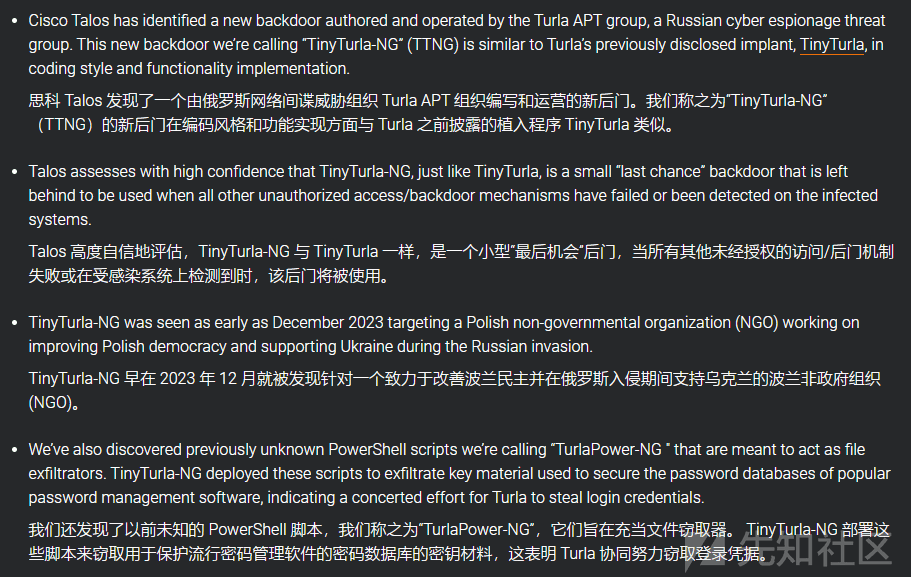 Cisco Talos has identified a new backdoor authored and operated by the Turla APT group, a Russian cyber espionage threat
group. This new backdoor we’re calling “TinyTurla-NG” (TTNG) is similar to Turla’s previously disclosed implant, TinyTurla, in
coding style and functionality implementation.
思科 Talos 发现了一个由俄罗斯网络间谍威胁组织 Turla APT 组织编写和运营的新后门。我们称之为“TinyTurla-NG”
（TTNG）的新后门在编码风格和功能实现方面与 Turla 之前披露的植入程序 TinyTurla 类似。
Talos assesses with high confidence that TinyTurla-NG, just like TinyTurla, is a small “last chance” backdoor that is left
behind to be used when all other unauthorized access/backdoor mechanisms have failed or been detected on the infected
systems.
Talos 高度自信地评估，TinyTurla-NG 与 TinyTurla 一样，是一个小型“最后机会”后门，当所有其他未经授权的访问/后门机制
失败或在受感染系统上检测到时，该后门将被使用。
TinyTurla-NG was seen as early as December 2023 targeting a Polish non-governmental organization (NGO) working on
improving Polish democracy and supporting Ukraine during the Russian invasion.
TinyTurla-NG 早在 2023 年 12 月就被发现针对一个致力于改善波兰民主并在俄罗斯入侵期间支持乌克兰的波兰非政府组织
(NGO)。
We’ve also discovered previously unknown PowerShell scripts we’re calling “TurlaPower-NG " that are meant to act as file
exfiltrators. TinyTurla-NG deployed these scripts to exfiltrate key material used to secure the password databases of popular
password management software, indicating a concerted effort for Turla to steal login credentials.
我们还发现了以前未知的 PowerShell 脚本，我们称之为“TurlaPower-NG”，它们旨在充当文件窃取器。 TinyTurla-NG 部署这
些脚本来窃取用于保护流行密码管理软件的密码数据库的密钥材料，这表明 Turla 协同努力窃取登录凭据。
先知社区